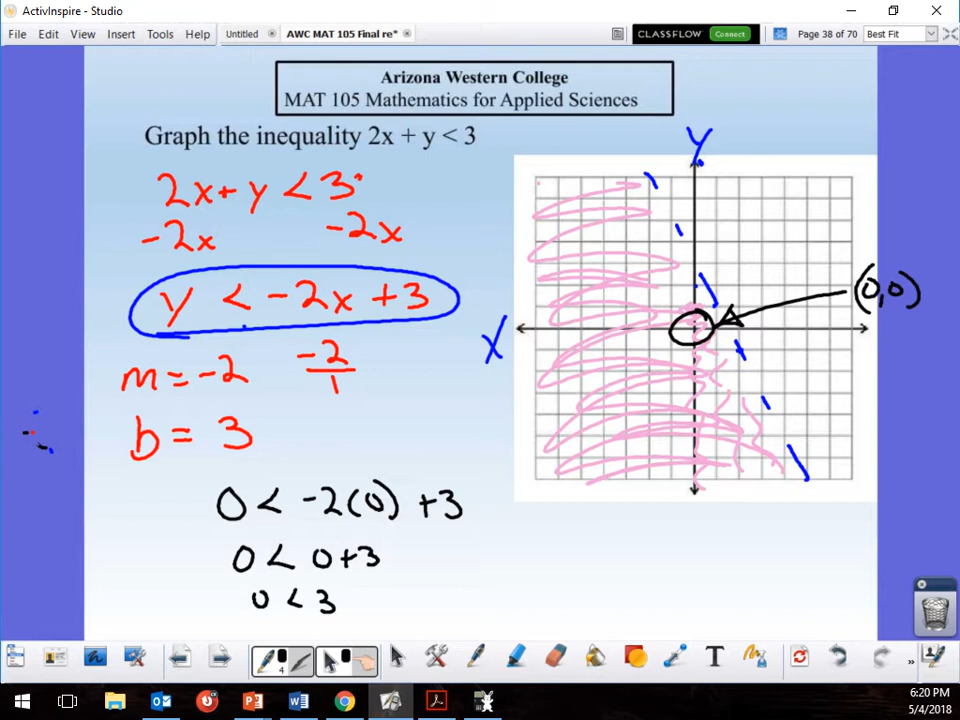 ActivInspire - Studio
File Edit View Insert Tools Help
Untitled
AWC MAT 105 Final re*
CLASSFLOW Connect
Page 38 of 70
Best Fit
Arizona Western College
MAT 105 Mathematics for Applied Sciences
Graph the inequality 2x + y < 3
2x + y < 3
-2x -2x
y < -2x + 3
m = -2 -2/1
b = 3
0 < -2(0) + 3
0 < 0 + 3
0 < 3
y
x
(0,0)
4
T
»
6:20 PM
5/4/2018